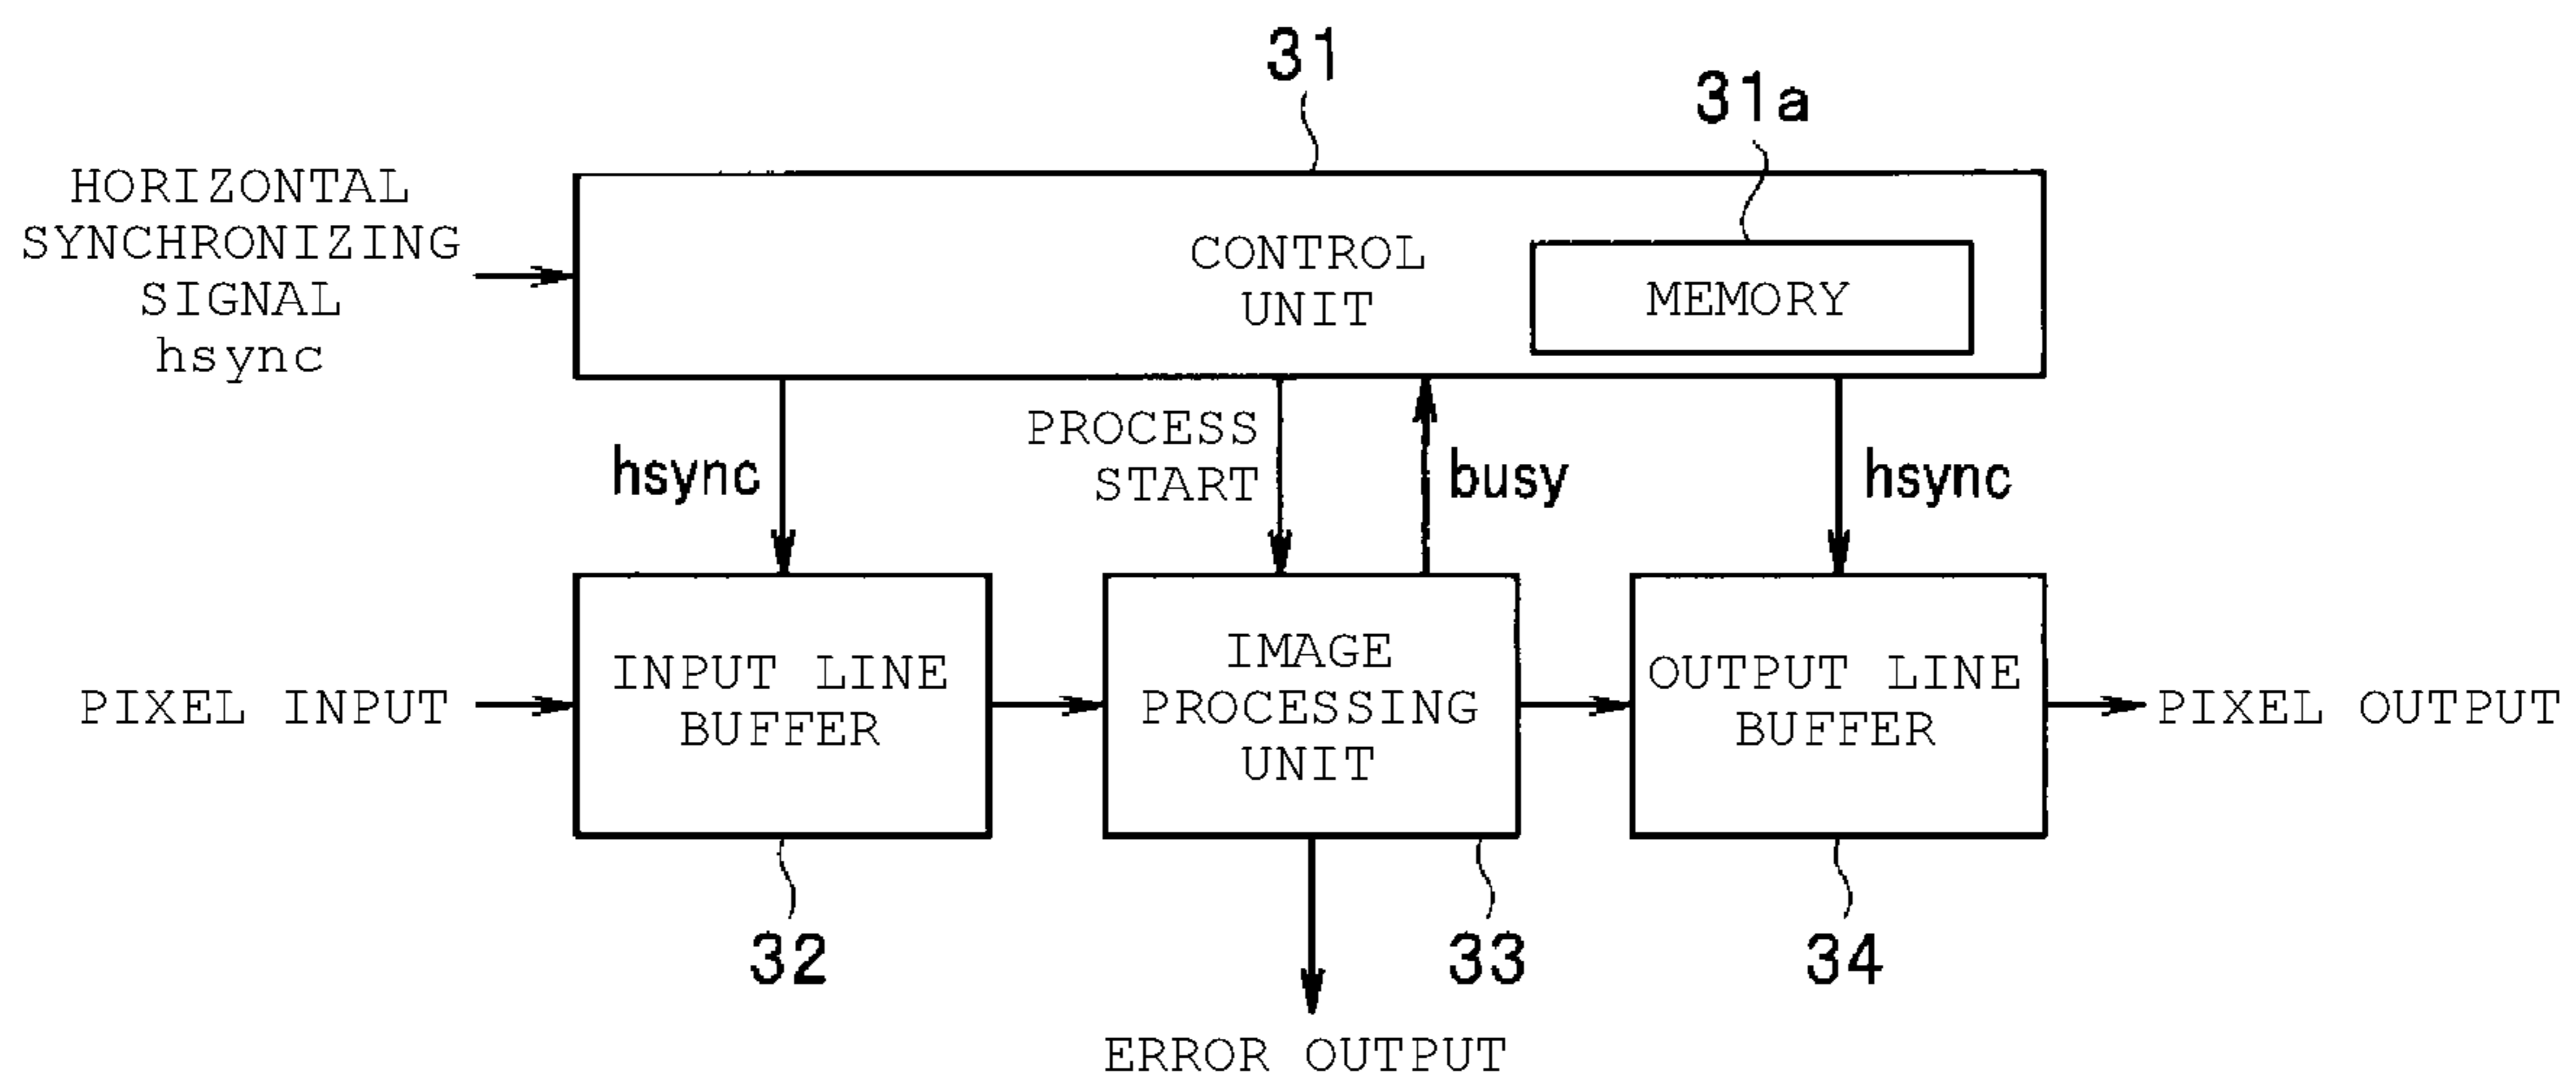 31
31a
HORIZONTAL
SYNCHRONIZING
SIGNAL
hsync
CONTROL
UNIT
MEMORY
hsync
PROCESS
START
busy
hsync
PIXEL INPUT
INPUT LINE
BUFFER
IMAGE
PROCESSING
UNIT
OUTPUT LINE
BUFFER
PIXEL OUTPUT
32
33
34
ERROR OUTPUT